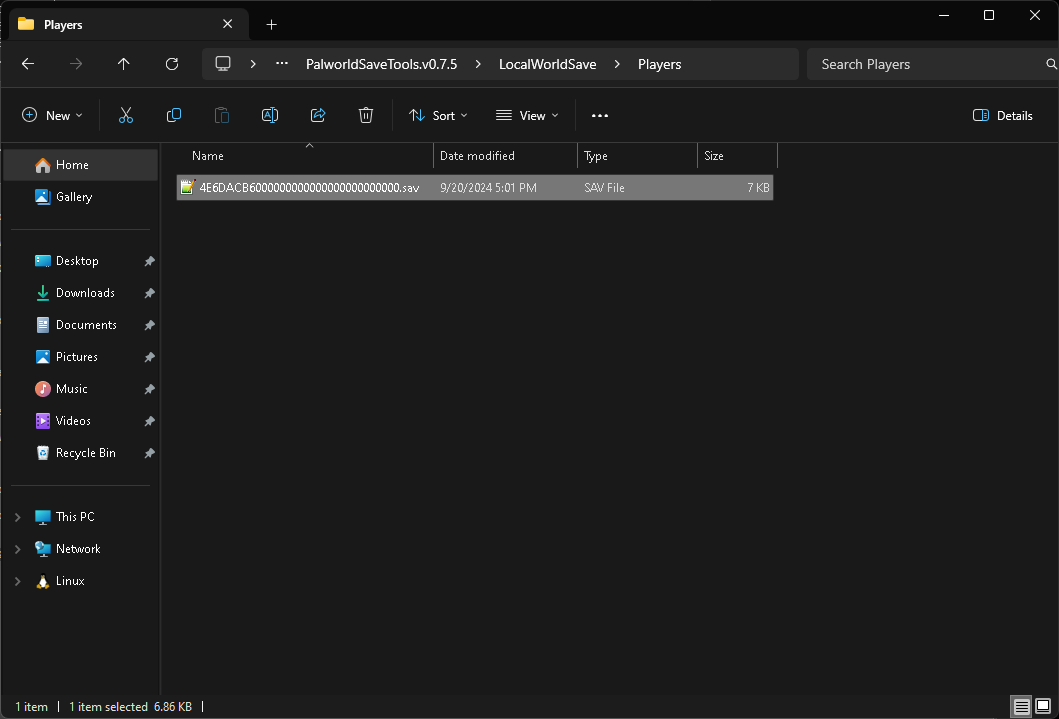 Players
PalworldSaveTools.v0.7.5 > LocalWorldSave > Players
Search Players
New
Sort
View
Details
Name
Date modified
Type
Size
4E6DACB6000000000000000000000000.sav
9/20/2024 5:01 PM
SAV File
7 KB
Home
Gallery
Desktop
Downloads
Documents
Pictures
Music
Videos
Recycle Bin
This PC
Network
Linux
1 item
1 item selected 6.86 KB